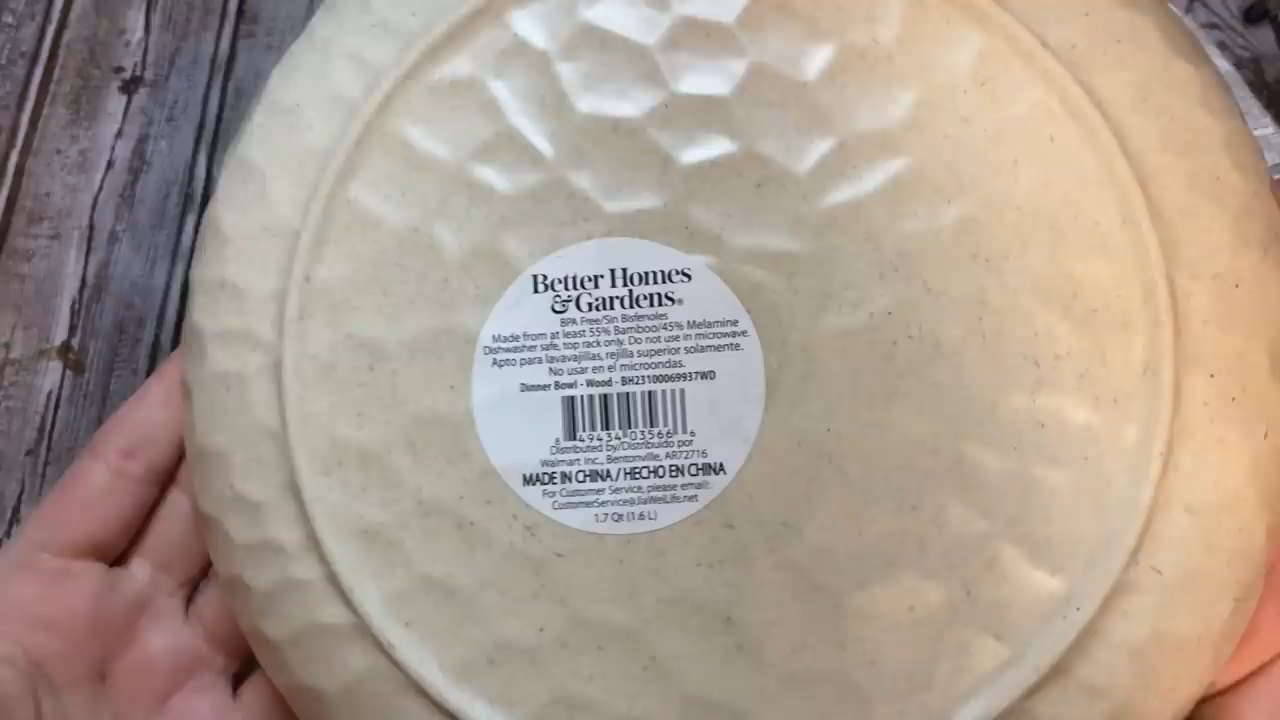 Better Homes
& Gardens®
BPA Free/Sin Bisfenoles
Made from at least 55% Bamboo/45% Melamine
Dishwasher safe, top rack only. Do not use in microwave.
Apto para lavavajillas, rejilla superior solamente.
No usar en el microondas.
Dinner Bowl - Wood - BH23100069937WD
8 49434 03566 6
Distributed by/Distribuido por
Walmart Inc., Bentonville, AR72716
MADE IN CHINA / HECHO EN CHINA
For Customer Service, please email:
CustomerService@JiaWeiLife.net
1.7 Qt (1.6 L)